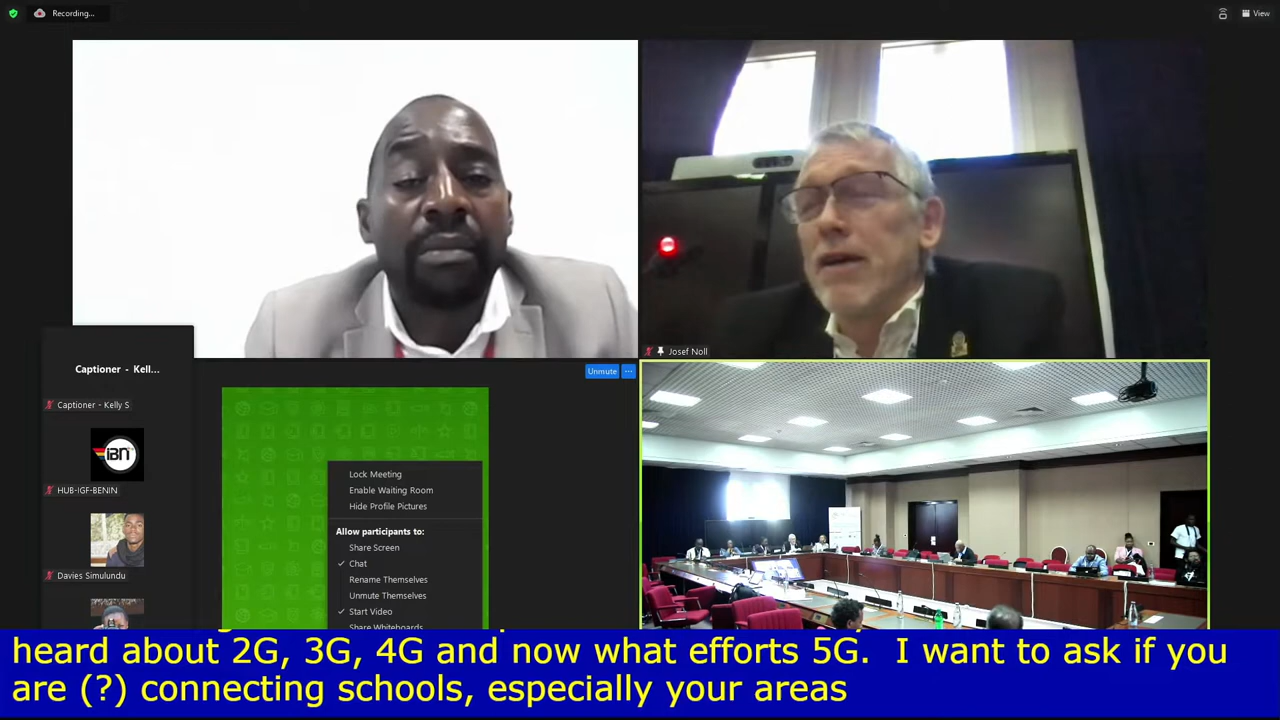 Recording...
View
Josef Noll
Captioner - Kell...
Captioner - Kelly S
iBN
HUB-IGF-BENIN
Davies Simulundu
Unmute
...
Lock Meeting
Enable Waiting Room
Hide Profile Pictures
Allow participants to:
Share Screen
Chat
Rename Themselves
Unmute Themselves
Start Video
Share Whiteboards
heard about 2G, 3G, 4G and now what efforts 5G. I want to ask if you
are (?) connecting schools, especially your areas